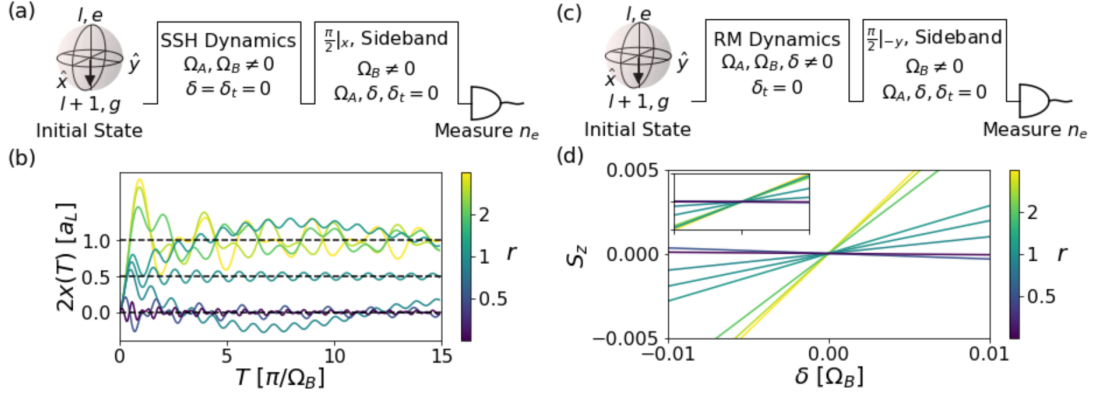 (a)
l, e
ŷ
x̂
l + 1, g
Initial State
SSH Dynamics
Ω_A, Ω_B ≠ 0
δ = δ_t = 0
π/2|_x, Sideband
Ω_B ≠ 0
Ω_A, δ, δ_t = 0
Measure n_e
(b)
2x(T) [a_L]
1.0
0.5
0.0
0
5
10
15
T [π/Ω_B]
2
1
0.5
r
(c)
l, e
ŷ
x̂
l + 1, g
Initial State
RM Dynamics
Ω_A, Ω_B, δ ≠ 0
δ_t = 0
π/2|_−y, Sideband
Ω_B ≠ 0
Ω_A, δ, δ_t = 0
Measure n_e
(d)
S_z
0.005
0.000
−0.005
−0.01
0.00
0.01
δ [Ω_B]
2
1
0.5
r